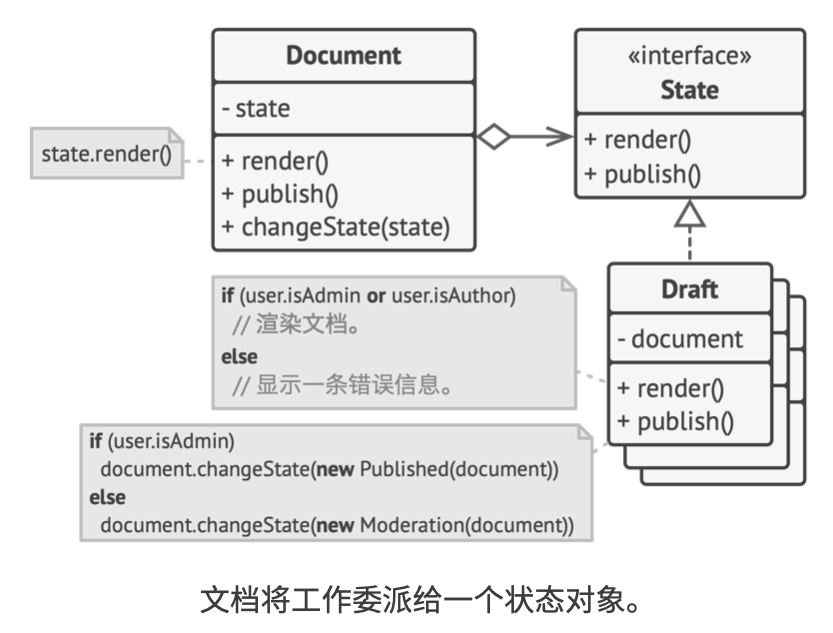 Document
- state
+ render()
+ publish()
+ changeState(state)
state.render()
«interface»
State
+ render()
+ publish()
Draft
- document
+ render()
+ publish()
if (user.isAdmin or user.isAuthor)
// 渲染文档。
else
// 显示一条错误信息。
if (user.isAdmin)
document.changeState(new Published(document))
else
document.changeState(new Moderation(document))
文档将工作委派给一个状态对象。